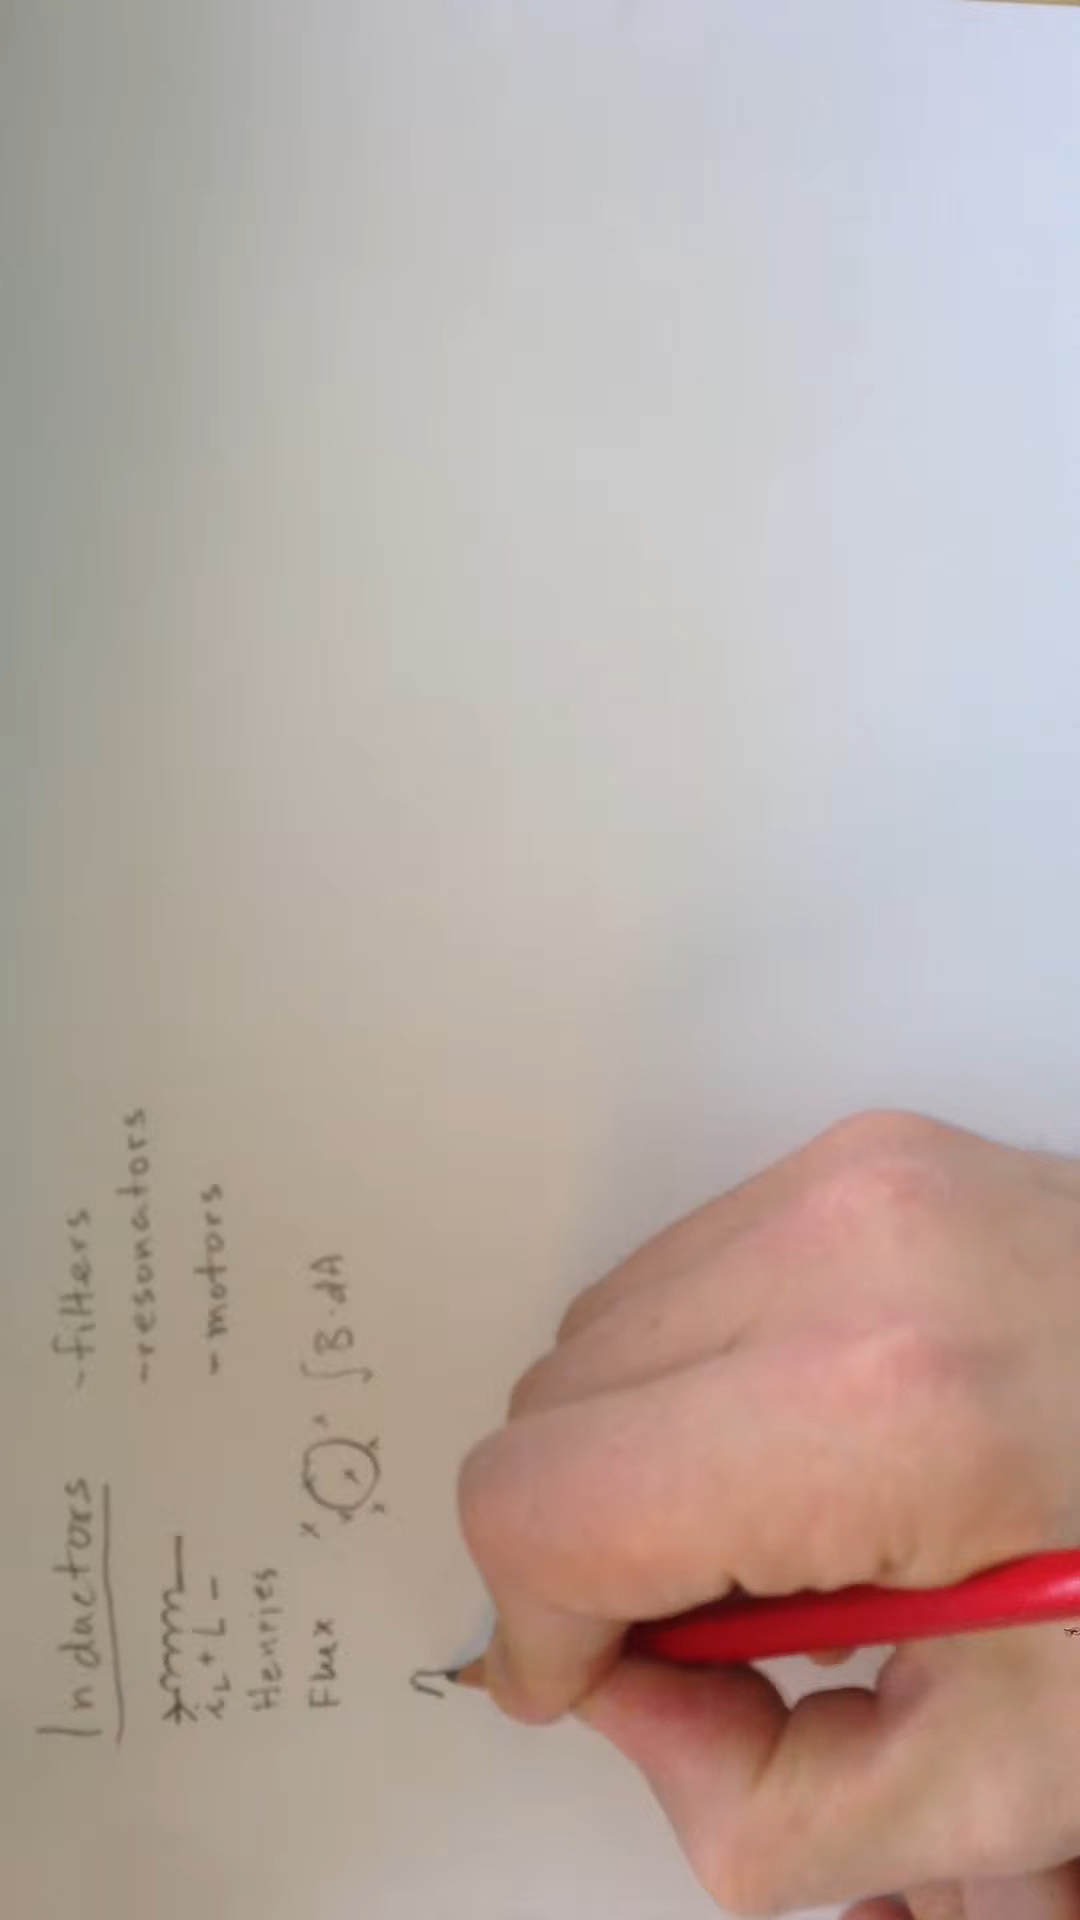 Inductors -filters
-resonators
-motors
i_L + L -
Henries
Flux x x x x x ∫B·dA